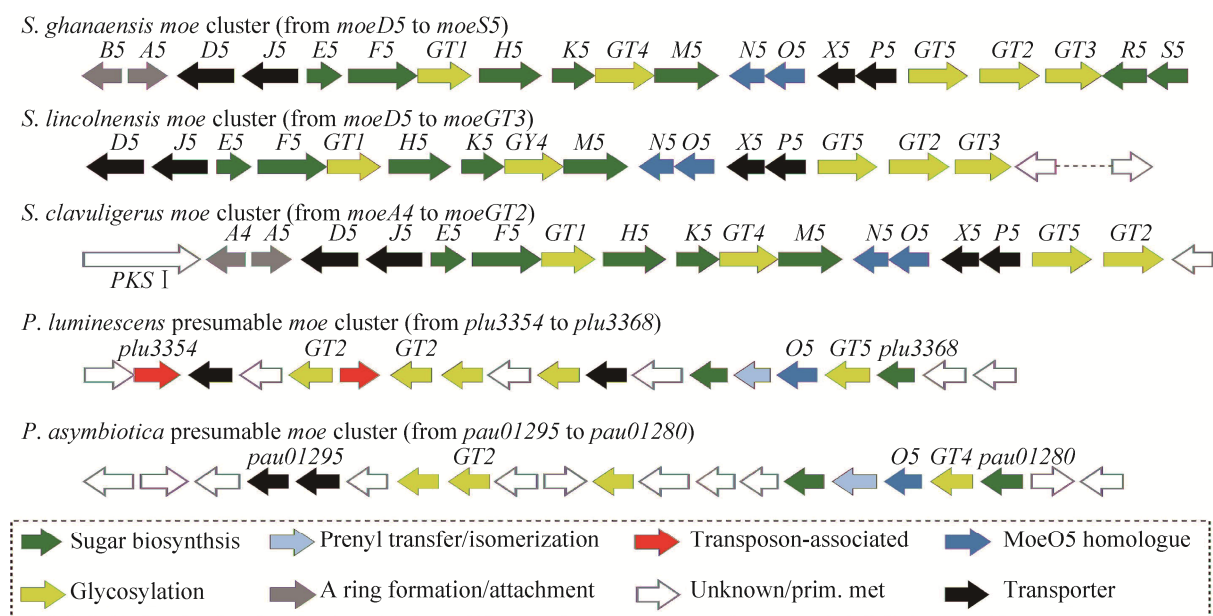 S. ghanaensis moe cluster (from moeD5 to moeS5)
B5 A5 D5 J5 E5 F5 GT1 H5 K5 GT4 M5 N5 O5 X5 P5 GT5 GT2 GT3 R5 S5
S. lincolnensis moe cluster (from moeD5 to moeGT3)
D5 J5 E5 F5 GT1 H5 K5 GY4 M5 N5 O5 X5 P5 GT5 GT2 GT3
S. clavuligerus moe cluster (from moeA4 to moeGT2)
A4 A5 D5 J5 E5 F5 GT1 H5 K5 GT4 M5 N5 O5 X5 P5 GT5 GT2
PKS I
P. luminescens presumable moe cluster (from plu3354 to plu3368)
plu3354 GT2 GT2 O5 GT5 plu3368
P. asymbiotica presumable moe cluster (from pau01295 to pau01280)
pau01295 GT2 O5 GT4 pau01280
Sugar biosynthsis Prenyl transfer/isomerization Transposon-associated MoeO5 homologue
Glycosylation A ring formation/attachment Unknown/prim. met Transporter